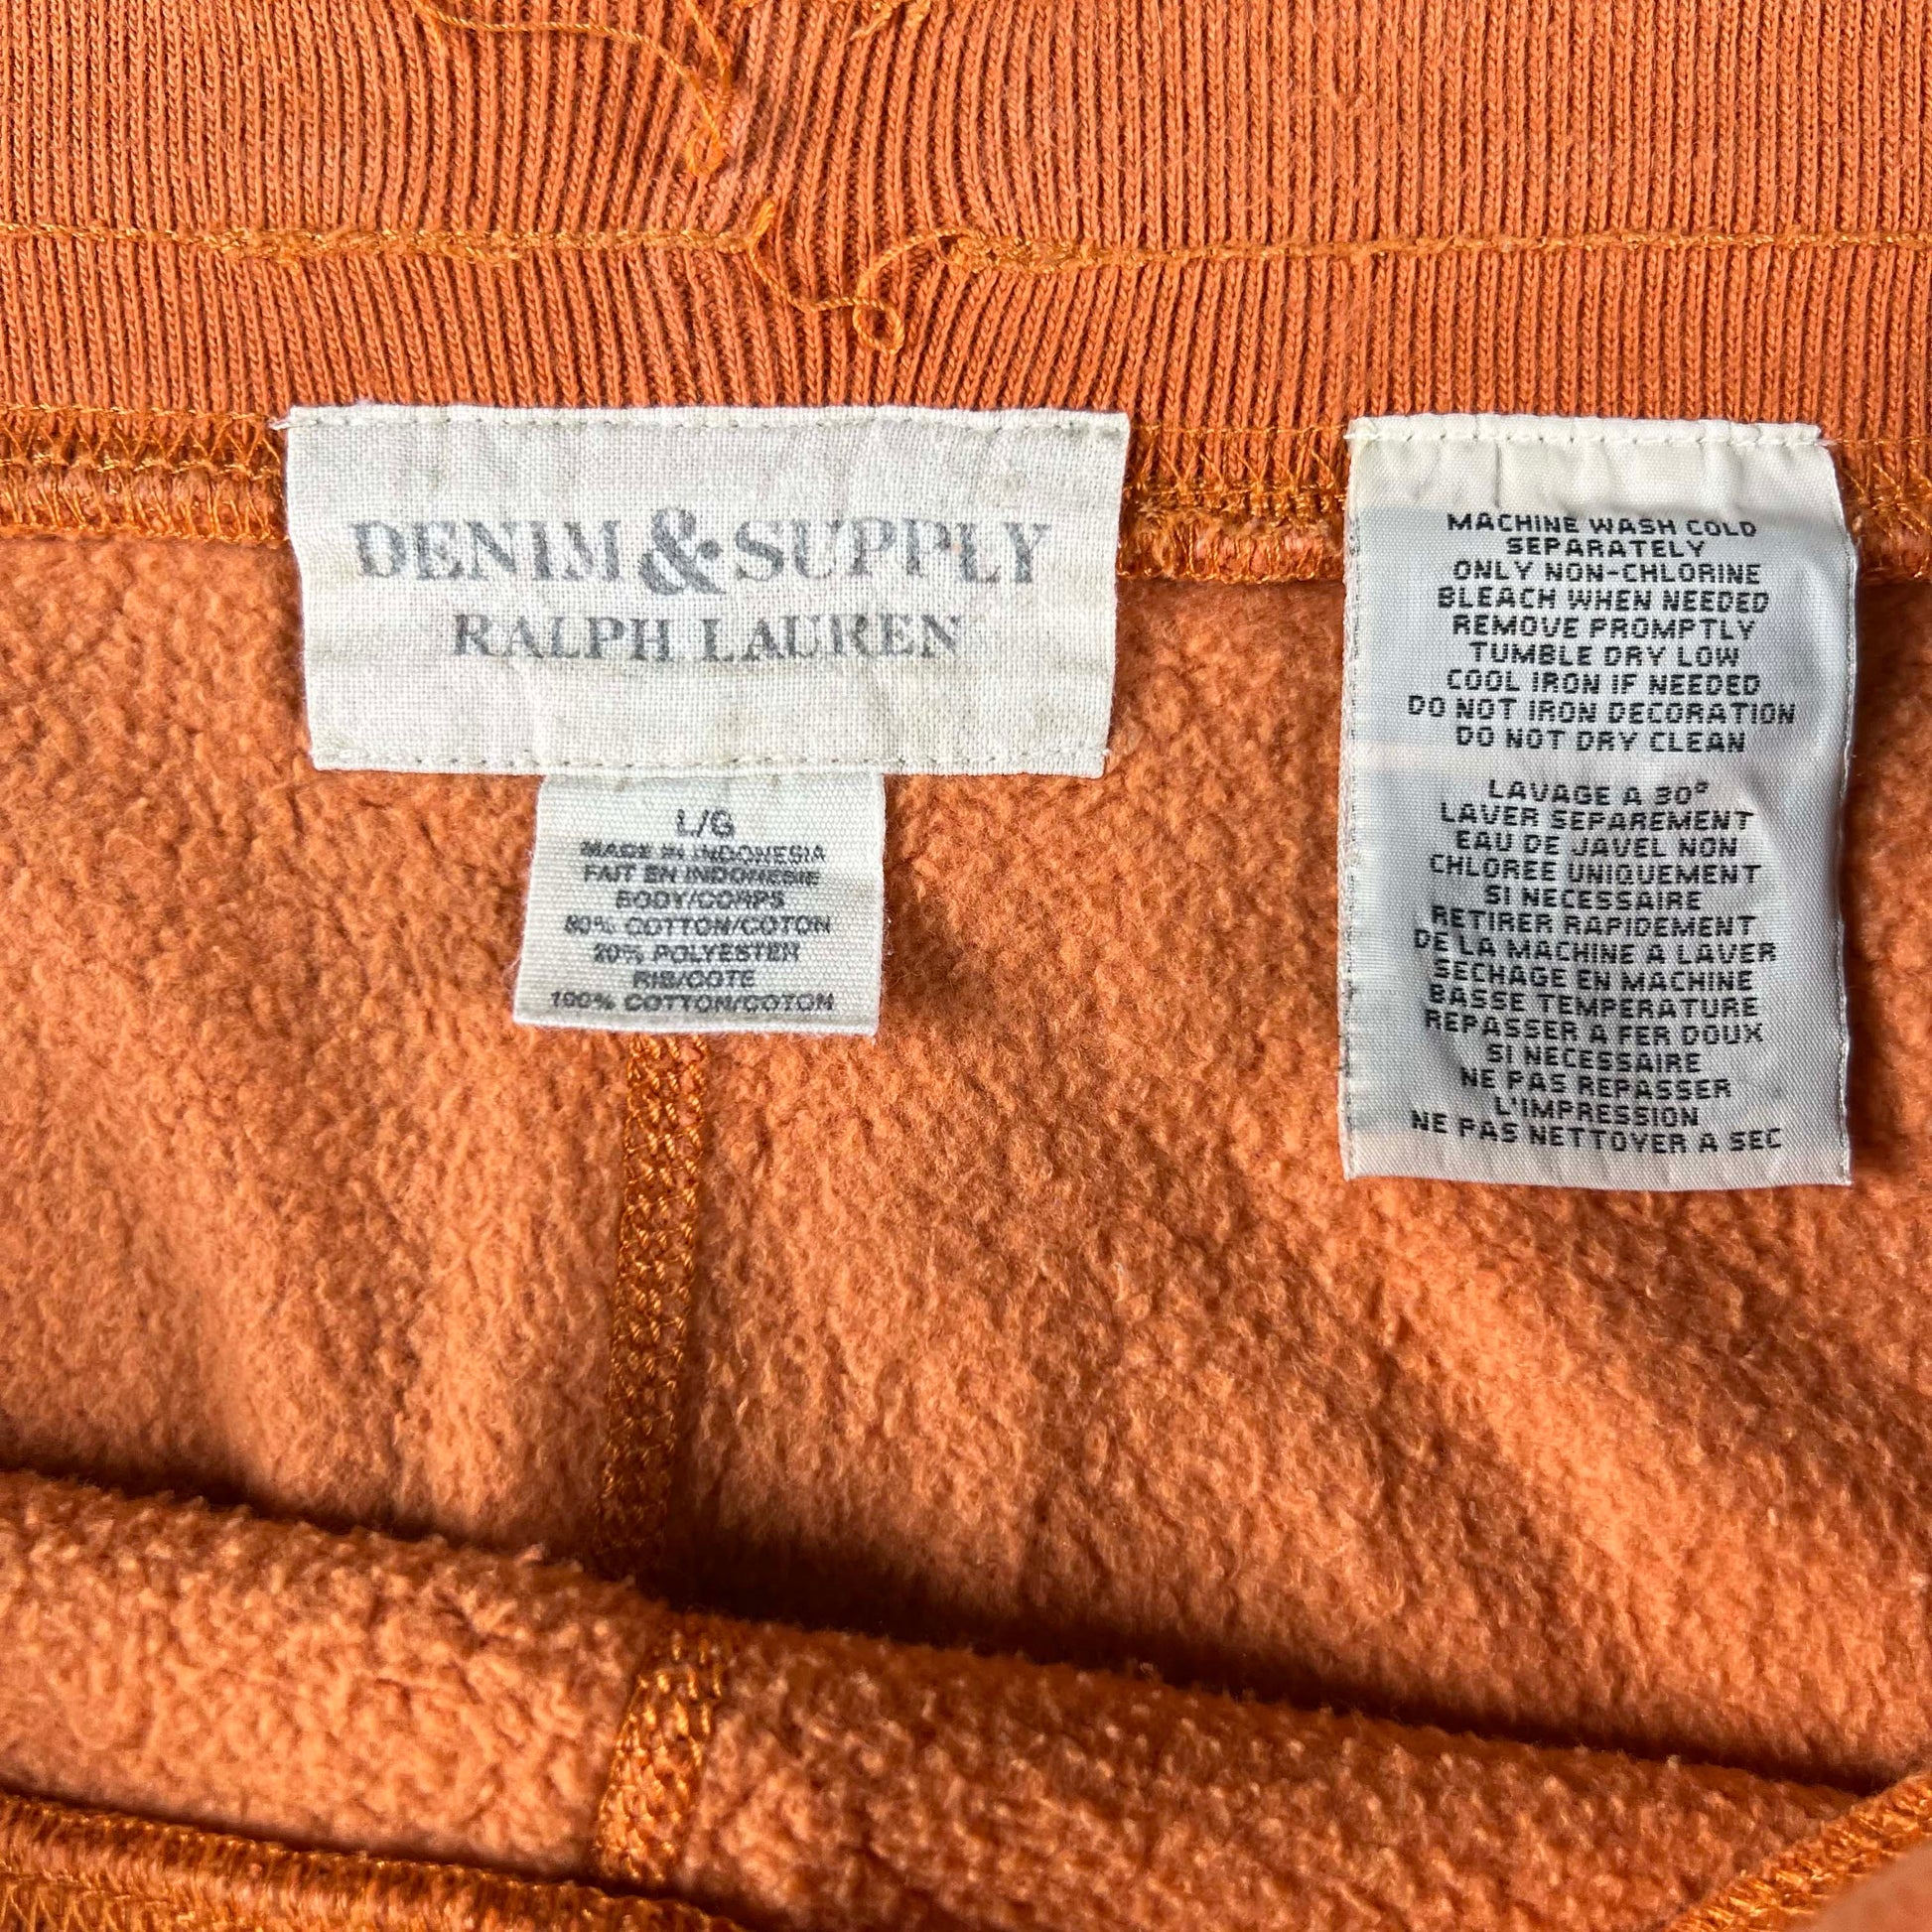 DENIM & SUPPLY
RALPH LAUREN
L/G
MADE IN INDONESIA
FAIT EN INDONESIE
BODY/CORPS
80% COTTON/COTON
20% POLYESTER
RIB/COTE
100% COTTON/COTON
MACHINE WASH COLD
SEPARATELY
ONLY NON-CHLORINE
BLEACH WHEN NEEDED
REMOVE PROMPTLY
TUMBLE DRY LOW
COOL IRON IF NEEDED
DO NOT IRON DECORATION
DO NOT DRY CLEAN
LAVAGE A 30°
LAVER SEPAREMENT
EAU DE JAVEL NON
CHLOREE UNIQUEMENT
SI NECESSAIRE
RETIRER RAPIDEMENT
DE LA MACHINE A LAVER
SECHAGE EN MACHINE
BASSE TEMPERATURE
REPASSER A FER DOUX
SI NECESSAIRE
NE PAS REPASSER
L'IMPRESSION
NE PAS NETTOYER A SEC